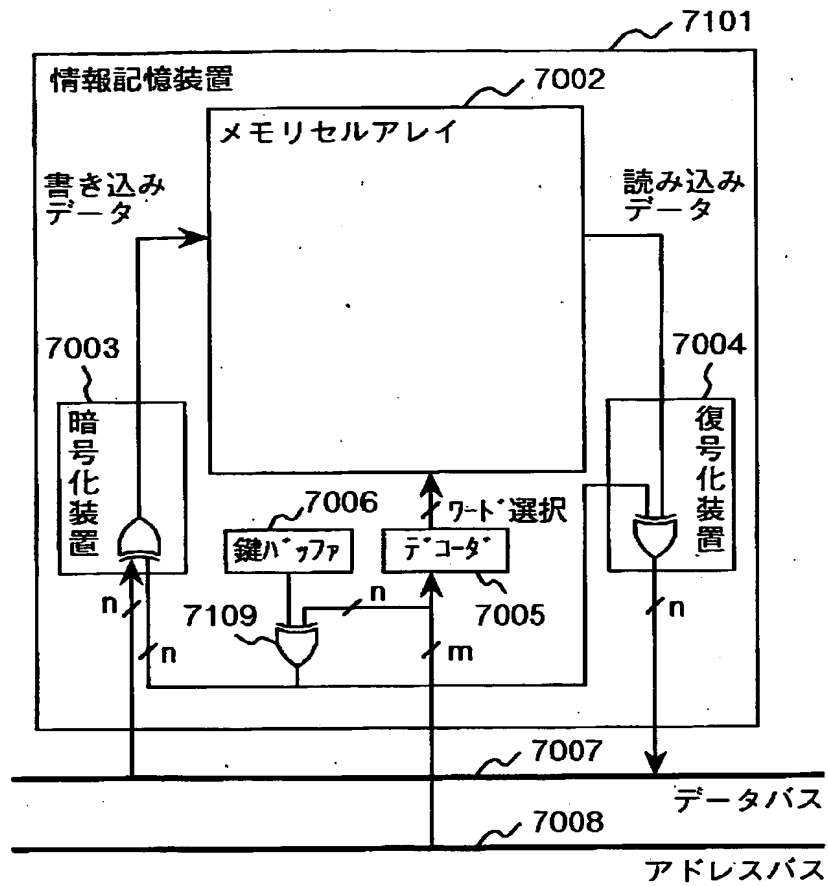 7101
情報記憶装置
7002
メモリセルアレイ
書き込み
データ
読み込み
データ
7003
7004
暗号化装置
復号化装置
7006
ワード選択
鍵バッファ
デコーダ
n
7109
n
7005
n
n
m
7007
データバス
7008
アドレスバス